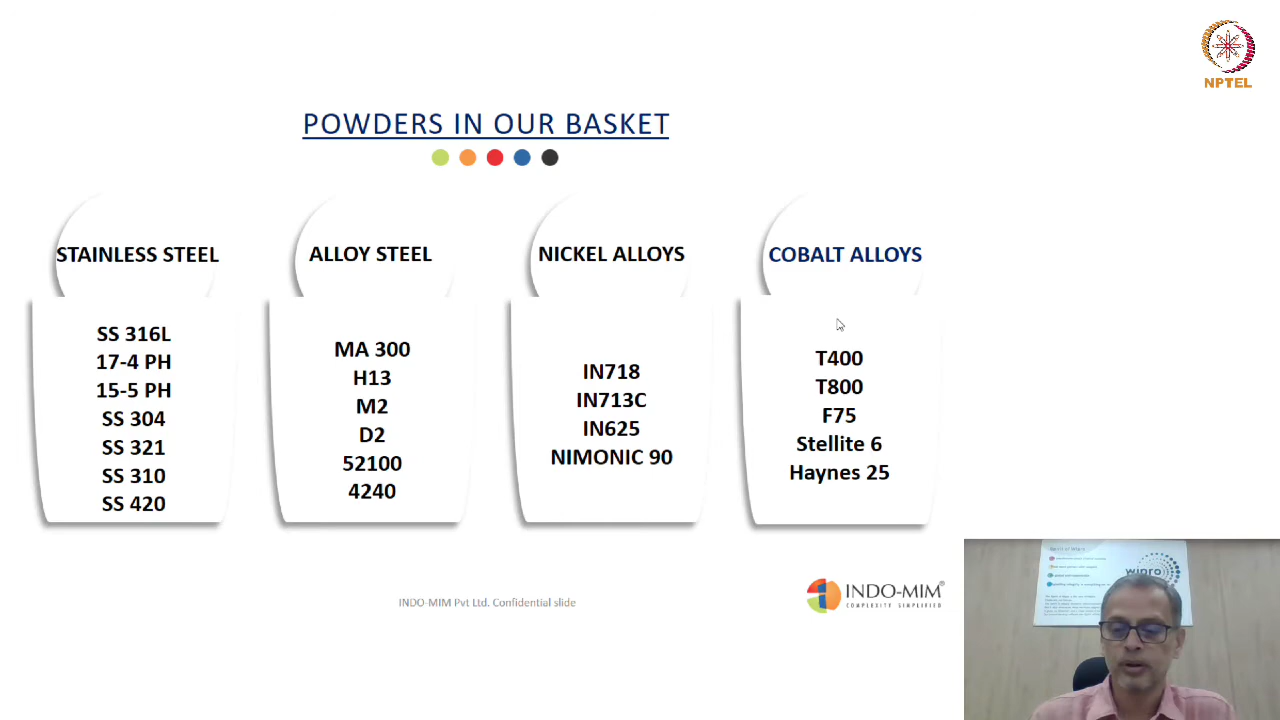 NPTEL
POWDERS IN OUR BASKET
STAINLESS STEEL
SS 316L
17-4 PH
15-5 PH
SS 304
SS 321
SS 310
SS 420
ALLOY STEEL
MA 300
H13
M2
D2
52100
4240
NICKEL ALLOYS
IN718
IN713C
IN625
NIMONIC 90
COBALT ALLOYS
T400
T800
F75
Stellite 6
Haynes 25
INDO-MIM Pvt Ltd. Confidential slide
INDO-MIM®
COMPLEXITY SIMPLIFIED
wipro